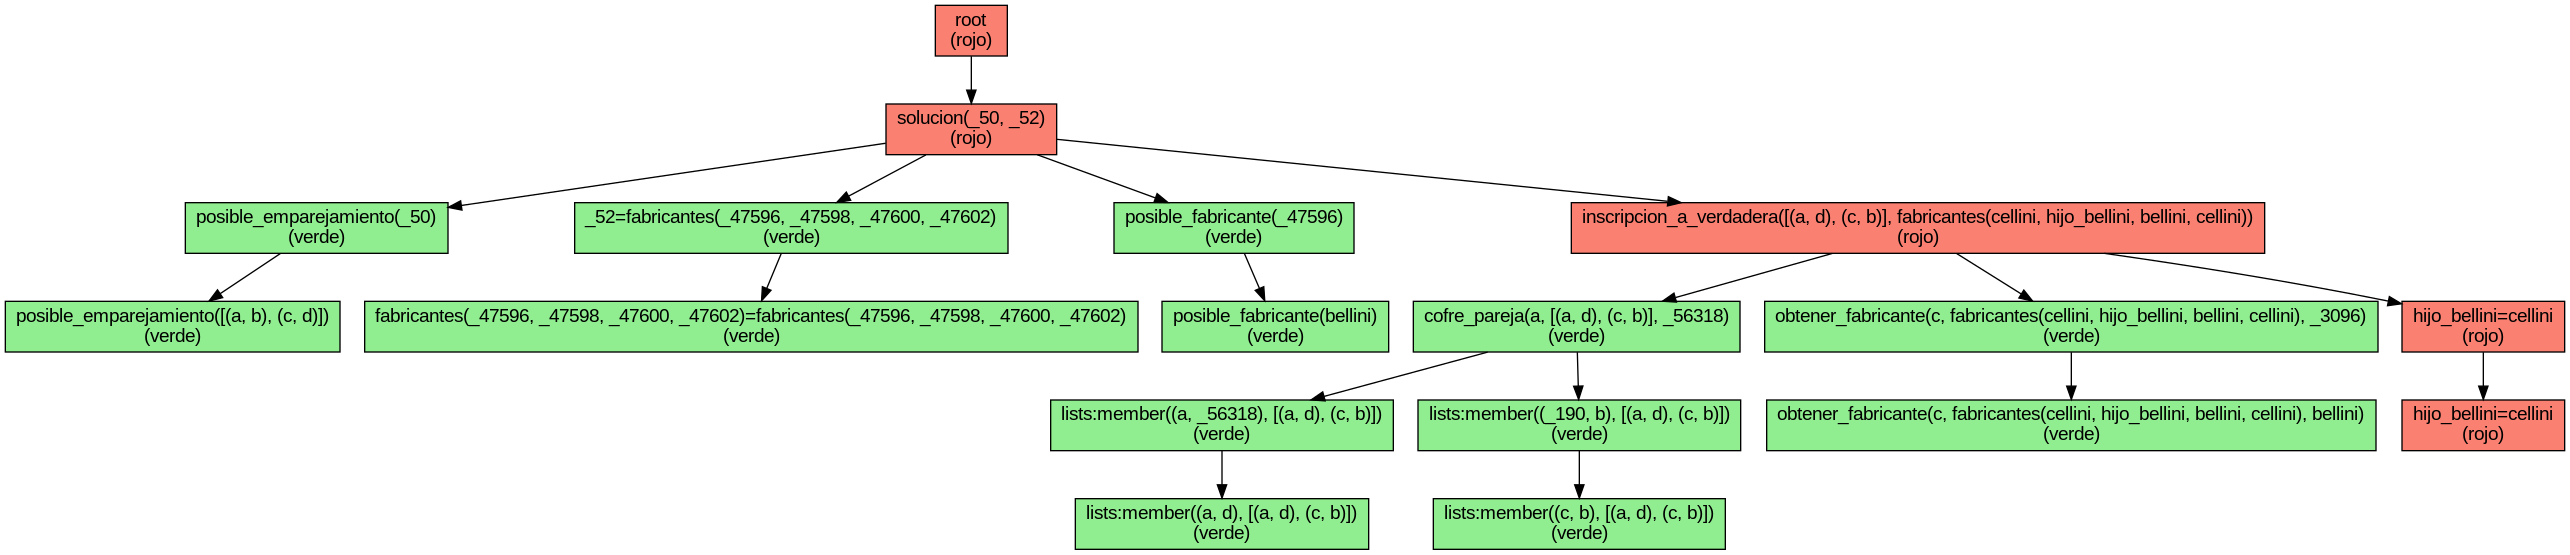 root
(rojo)
solucion(_50, _52)
(rojo)
posible_emparejamiento(_50)
(verde)
_52=fabricantes(_47596, _47598, _47600, _47602)
(verde)
posible_fabricante(_47596)
(verde)
inscripcion_a_verdadera([(a, d), (c, b)], fabricantes(cellini, hijo_bellini, bellini, cellini))
(rojo)
posible_emparejamiento([(a, b), (c, d)])
(verde)
fabricantes(_47596, _47598, _47600, _47602)=fabricantes(_47596, _47598, _47600, _47602)
(verde)
posible_fabricante(bellini)
(verde)
cofre_pareja(a, [(a, d), (c, b)], _56318)
(verde)
obtener_fabricante(c, fabricantes(cellini, hijo_bellini, bellini, cellini), _3096)
(verde)
hijo_bellini=cellini
(rojo)
lists:member((a, _56318), [(a, d), (c, b)])
(verde)
lists:member((_190, b), [(a, d), (c, b)])
(verde)
obtener_fabricante(c, fabricantes(cellini, hijo_bellini, bellini, cellini), bellini)
(verde)
hijo_bellini=cellini
(rojo)
lists:member((a, d), [(a, d), (c, b)])
(verde)
lists:member((c, b), [(a, d), (c, b)])
(verde)